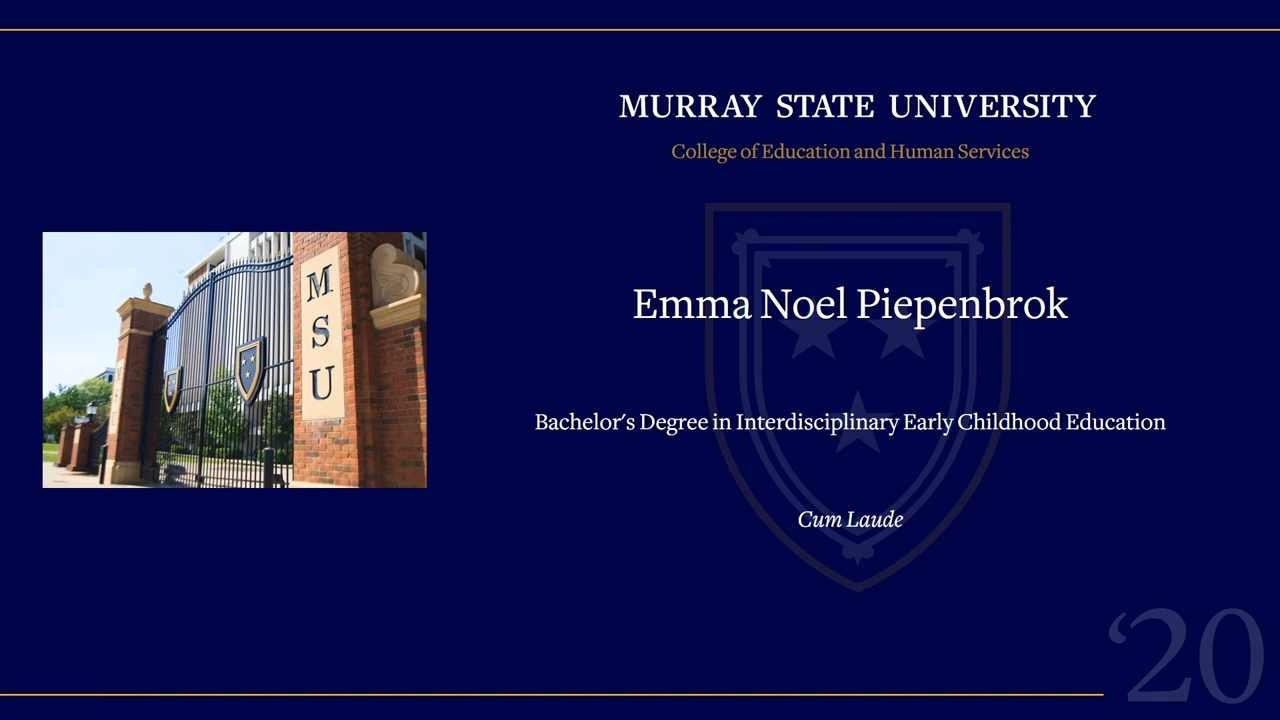 MURRAY STATE UNIVERSITY
College of Education and Human Services
M
S
U
Emma Noel Piepenbrok
Bachelor's Degree in Interdisciplinary Early Childhood Education
Cum Laude
‘20